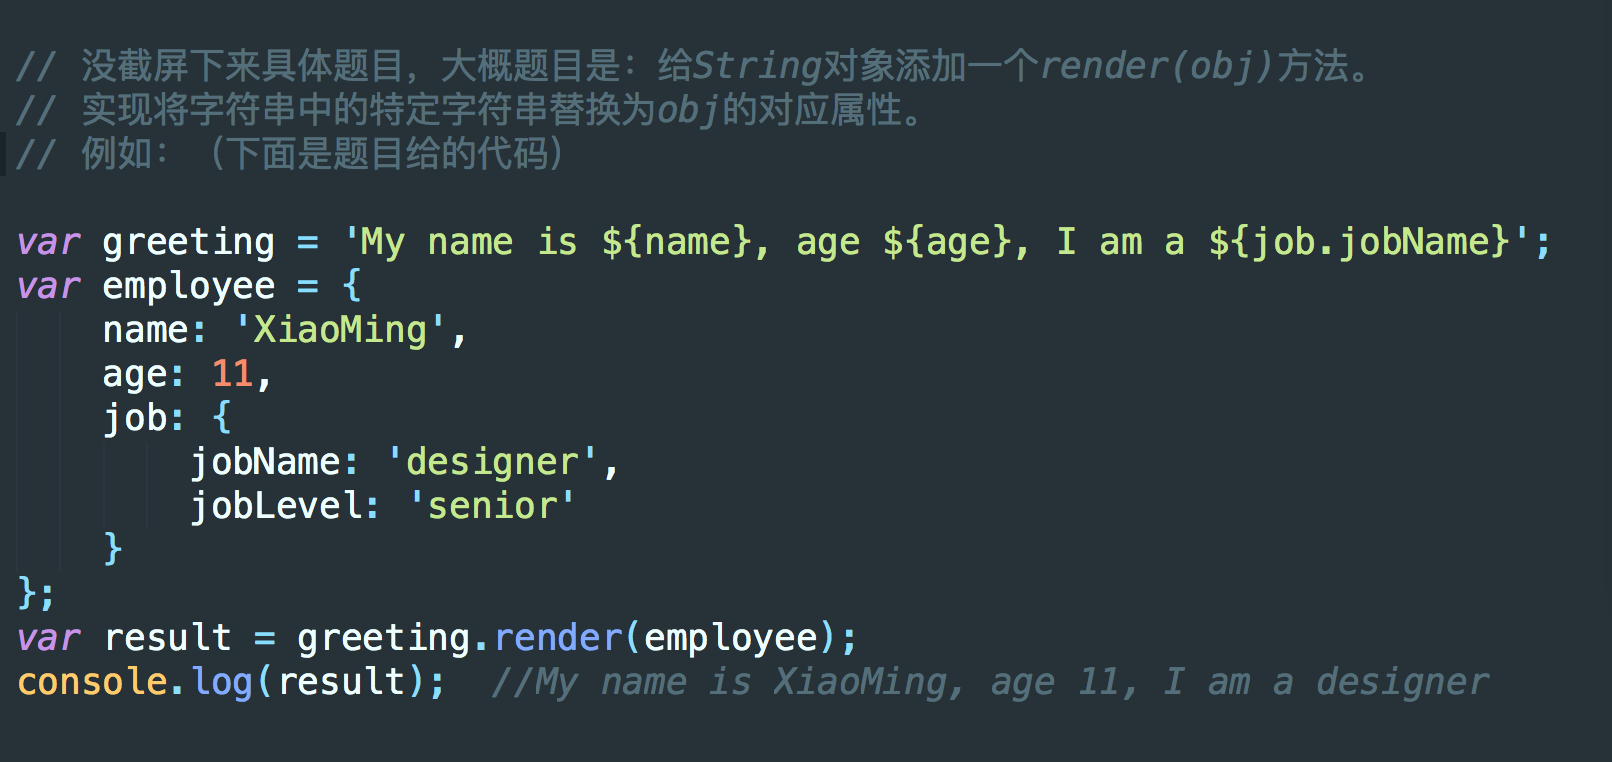 // 没截屏下来具体题目，大概题目是：给String对象添加一个render(obj)方法。
// 实现将字符串中的特定字符串替换为obj的对应属性。
// 例如：（下面是题目给的代码）
var greeting = 'My name is ${name}, age ${age}, I am a ${job.jobName}';
var employee = {
    name: 'XiaoMing',
    age: 11,
    job: {
        jobName: 'designer',
        jobLevel: 'senior'
    }
};
var result = greeting.render(employee);
console.log(result);  //My name is XiaoMing, age 11, I am a designer